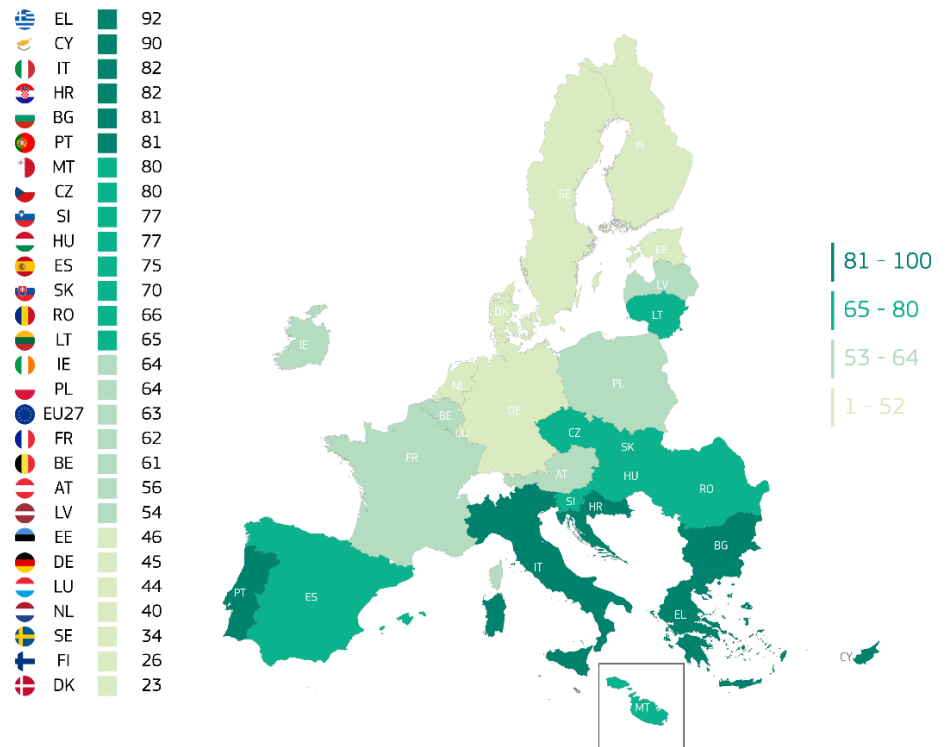 EL 92
CY 90
IT 82
HR 82
BG 81
PT 81
MT 80
CZ 80
SI 77
HU 77
ES 75
SK 70
RO 66
LT 65
IE 64
PL 64
EU27 63
FR 62
BE 61
AT 56
LV 54
EE 46
DE 45
LU 44
NL 40
SE 34
FI 26
DK 23
FI
SE
EE
LV
LT
DK
IE
NL
PL
DE
BE
LU
CZ
SK
FR
AT
HU
RO
SI
HR
BG
IT
PT
ES
EL
CY
MT
81 - 100
65 - 80
53 - 64
1 - 52